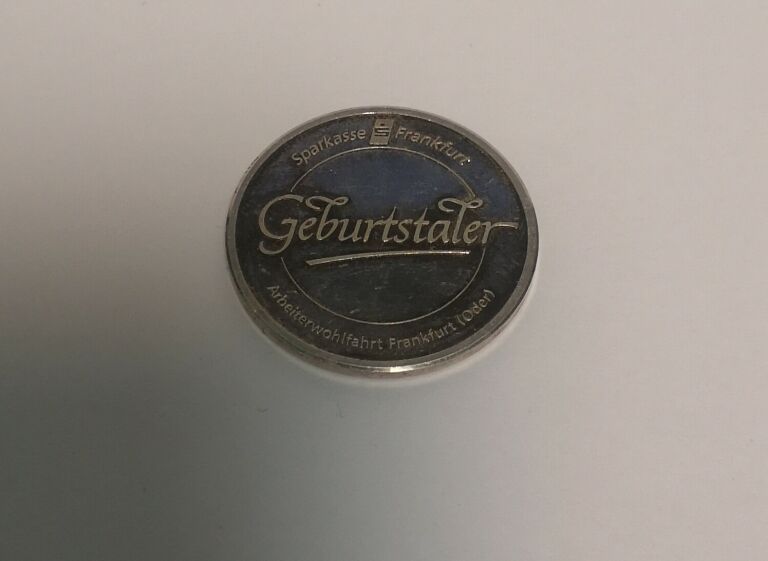 Sparkasse Frankfurt
Geburtstaler
Arbeiterwohlfahrt Frankfurt (Oder)